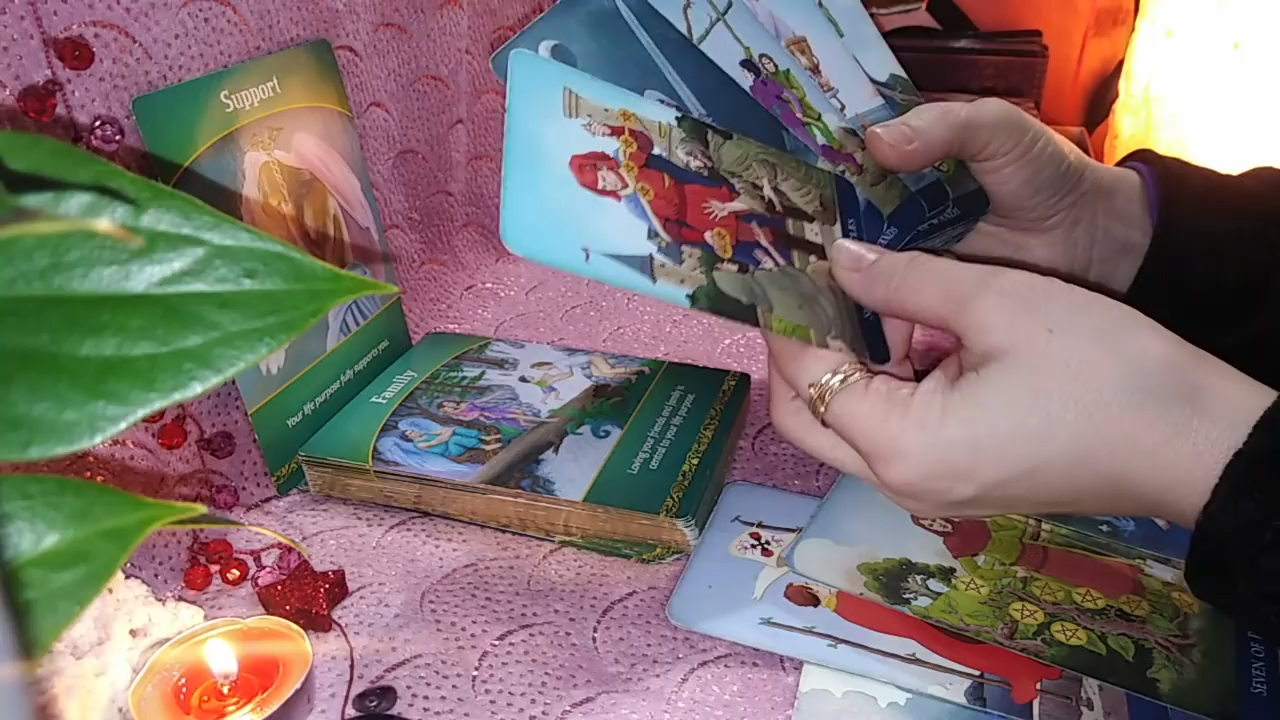 Support
Your life purpose fully supports you.
Family
Loving your friends and family is
central to your life purpose.
SEVEN OF